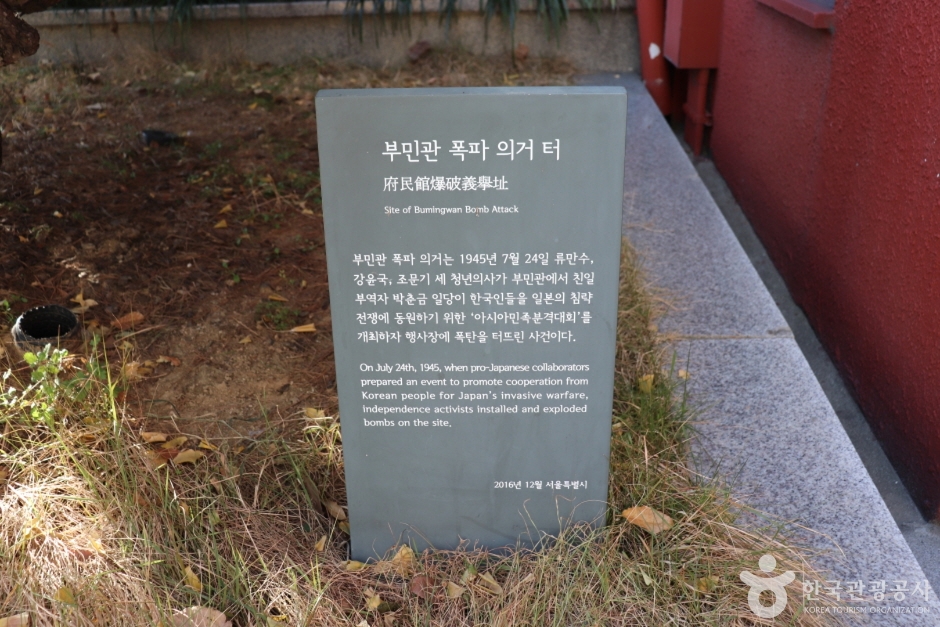 부민관 폭파 의거 터
府民館爆破義擧址
Site of Bumingwan Bomb Attack
부민관 폭파 의거는 1945년 7월 24일 류만수,
강윤국, 조문기 세 청년의사가 부민관에서 친일
부역자 박춘금 일당이 한국인들을 일본의 침략
전쟁에 동원하기 위한 ‘아시아민족분격대회’를
개최하자 행사장에 폭탄을 터뜨린 사건이다.
On July 24th, 1945, when pro-Japanese collaborators
prepared an event to promote cooperation from
Korean people for Japan's invasive warfare,
independence activists installed and exploded
bombs on the site.
2016년 12월 서울특별시
한국관광공사
KOREA TOURISM ORGANIZATION